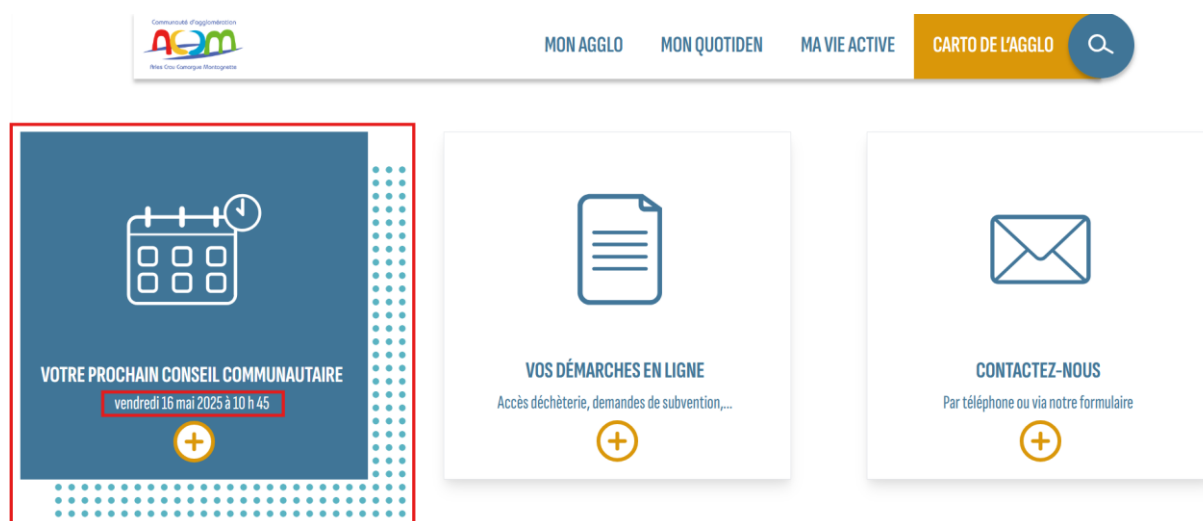 Communauté d'agglomération
ACCM
Arles Crau Camargue Montagnette
MON AGGLO
MON QUOTIDEN
MA VIE ACTIVE
CARTO DE L'AGGLO
VOTRE PROCHAIN CONSEIL COMMUNAUTAIRE
vendredi 16 mai 2025 à 10 h 45
VOS DÉMARCHES EN LIGNE
Accès déchèterie, demandes de subvention,...
CONTACTEZ-NOUS
Par téléphone ou via notre formulaire